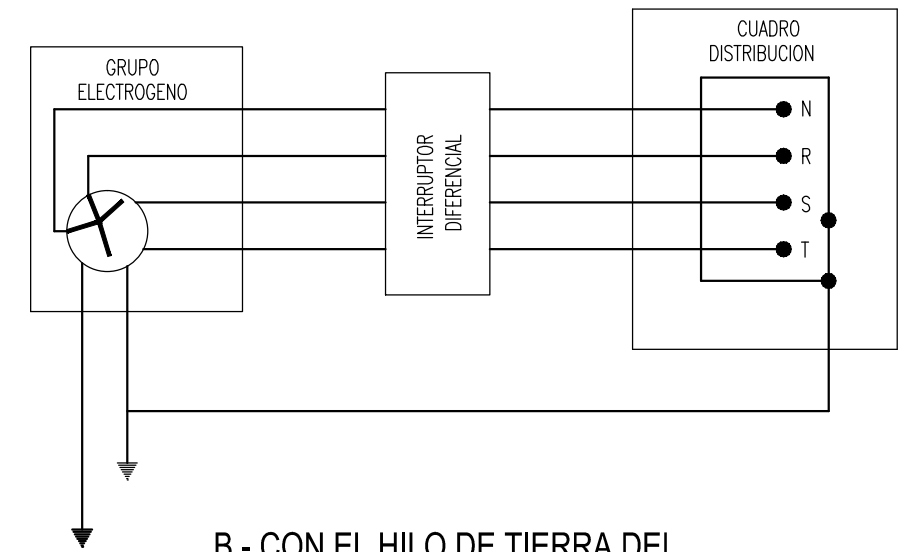 GRUPO
ELECTROGENO
INTERRUPTOR
DIFERENCIAL
CUADRO
DISTRIBUCION
N
R
S
T
B.- CON EL HILO DE TIERRA DEL